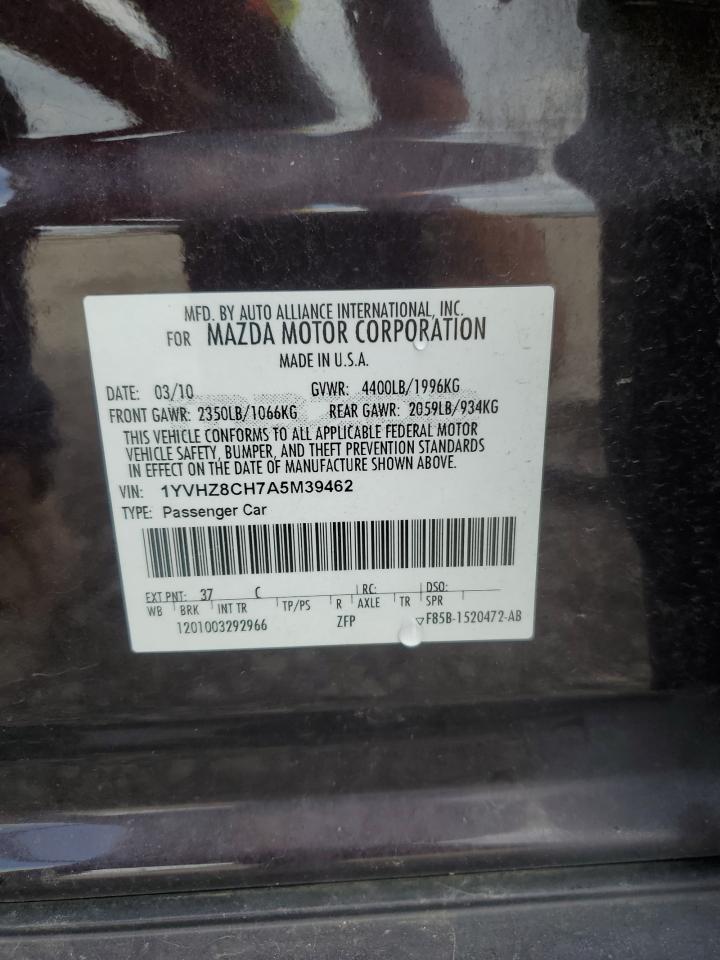 MFD. BY AUTO ALLIANCE INTERNATIONAL, INC.
FOR MAZDA MOTOR CORPORATION
MADE IN U.S.A.
DATE: 03/10 GVWR: 4400LB/1996KG
FRONT GAWR: 2350LB/1066KG REAR GAWR: 2059LB/934KG
THIS VEHICLE CONFORMS TO ALL APPLICABLE FEDERAL MOTOR
VEHICLE SAFETY, BUMPER, AND THEFT PREVENTION STANDARDS
IN EFFECT ON THE DATE OF MANUFACTURE SHOWN ABOVE.
VIN: 1YVHZ8CH7A5M39462
TYPE: Passenger Car
EXT PNT: 37 C RC: DSO:
WB BRK INT TR TP/PS R AXLE TR SPR
1201003292966 ZFP ▽F85B-1520472-AB